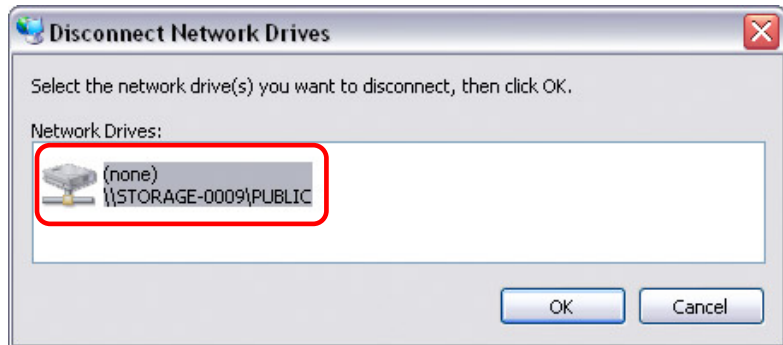 Disconnect Network Drives
Select the network drive(s) you want to disconnect, then click OK.
Network Drives:
(none)
\\STORAGE-0009\PUBLIC
OK
Cancel